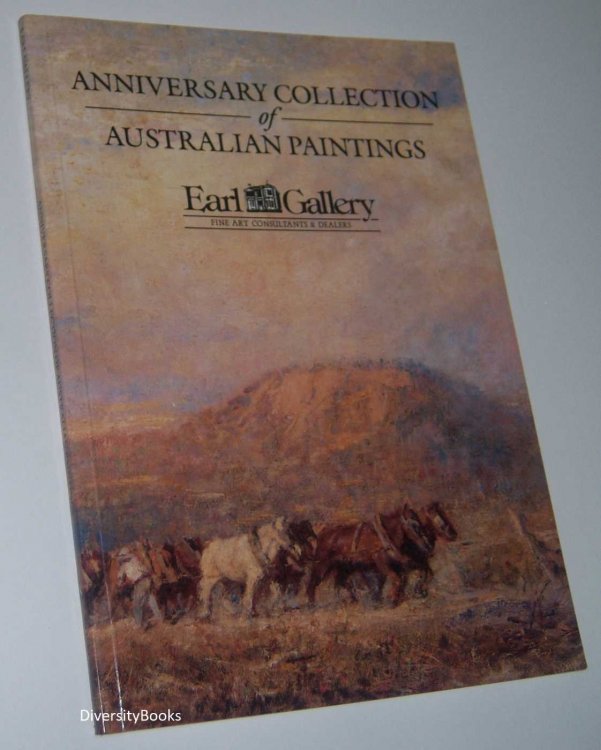 ANNIVERSARY COLLECTION
of
AUSTRALIAN PAINTINGS
Earl Gallery
FINE ART CONSULTANTS & DEALERS
DiversityBooks